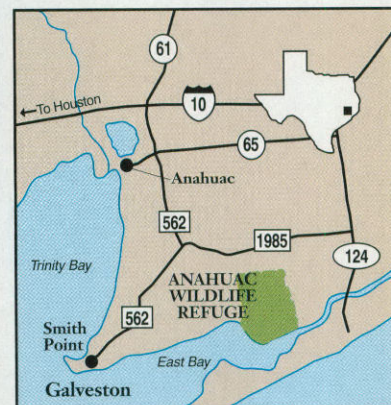 61
To Houston
10
65
Anahuac
562
1985
124
Trinity Bay
ANAHUAC
WILDLIFE
REFUGE
562
Smith
Point
East Bay
Galveston